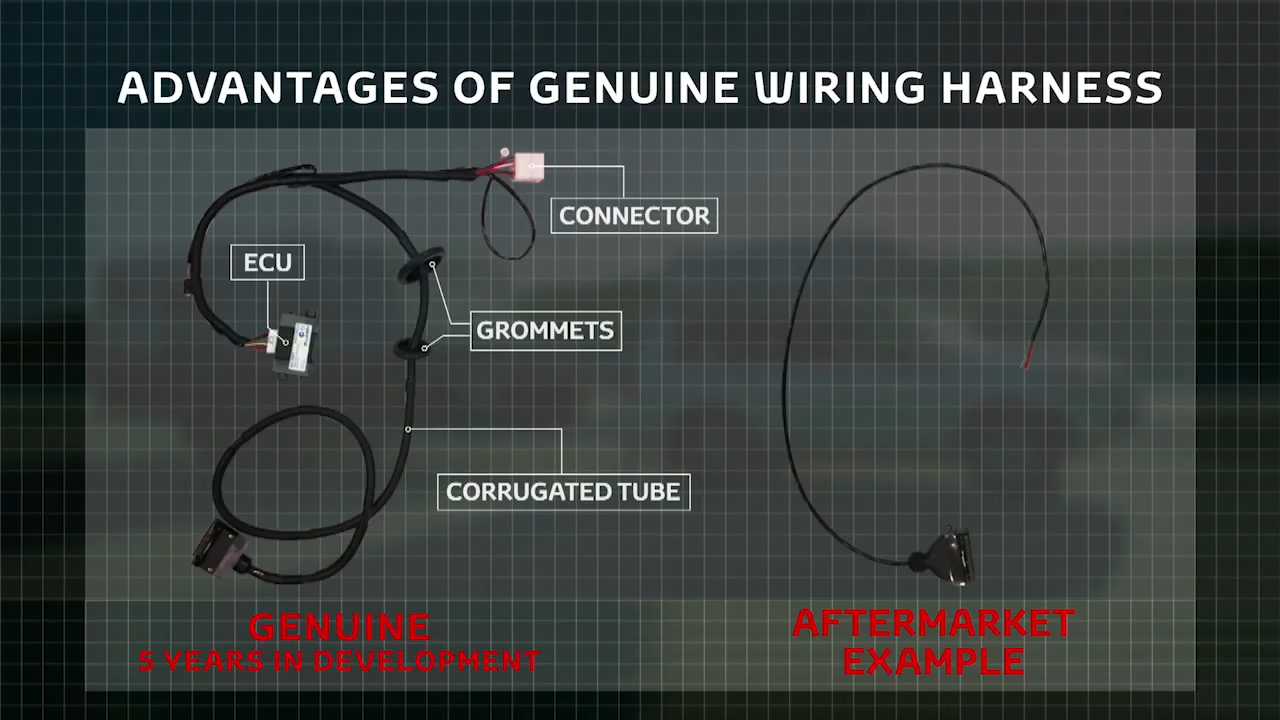 ADVANTAGES OF GENUINE WIRING HARNESS
CONNECTOR
ECU
GROMMETS
CORRUGATED TUBE
GENUINE
5 YEARS IN DEVELOPMENT
AFTERMARKET
EXAMPLE